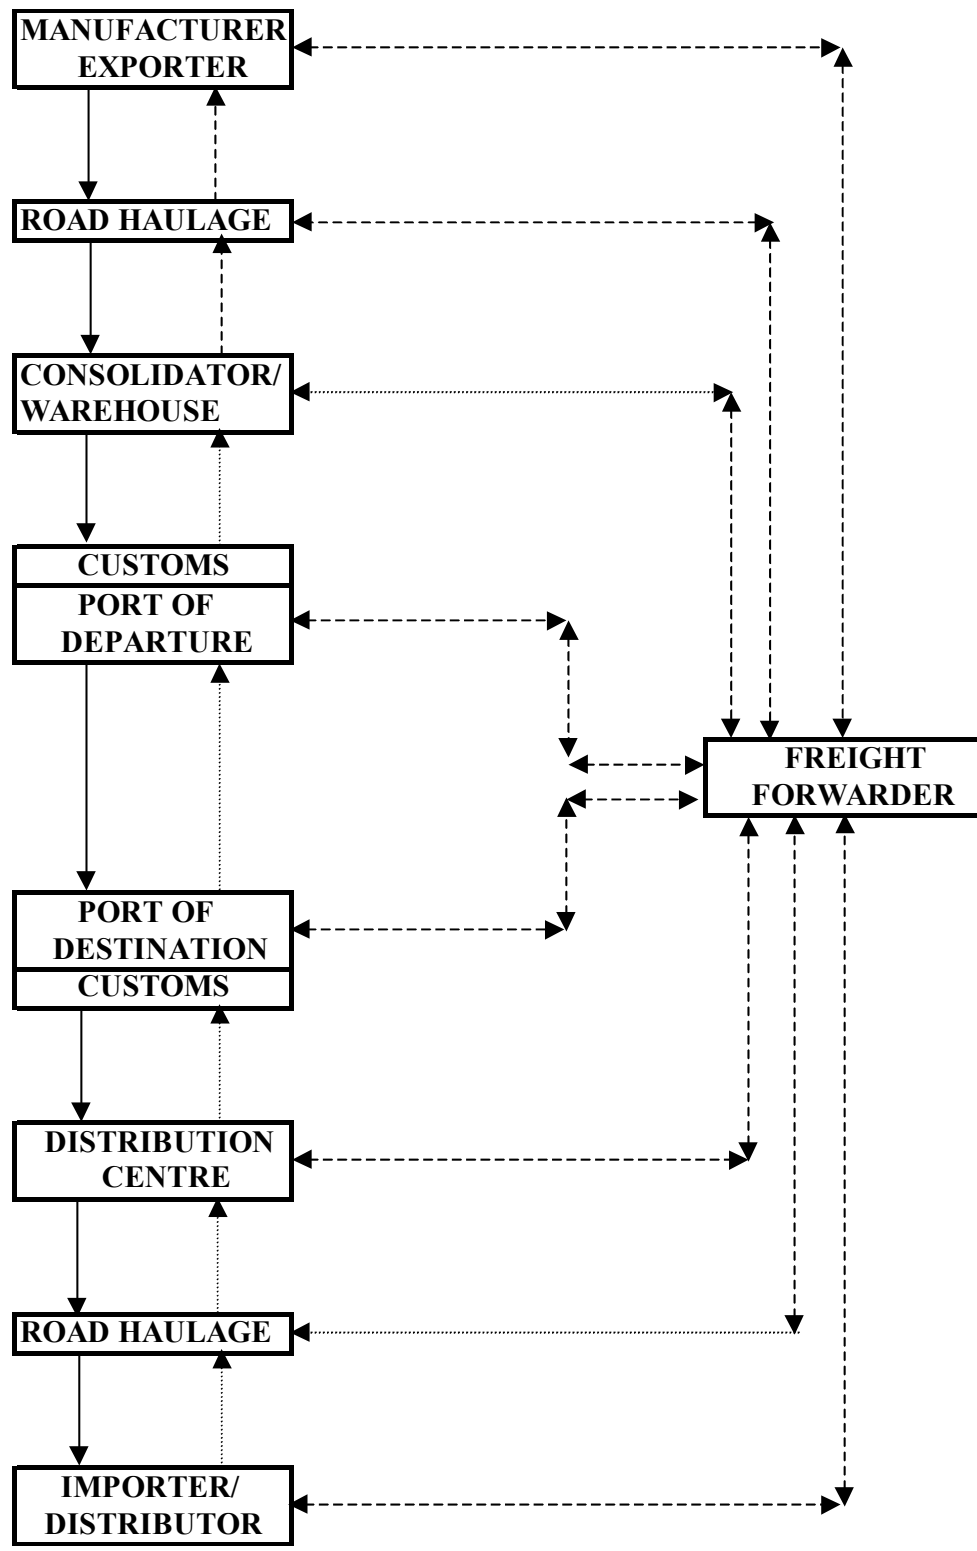 MANUFACTURER
EXPORTER
ROAD HAULAGE
CONSOLIDATOR/
WAREHOUSE
CUSTOMS
PORT OF
DEPARTURE
FREIGHT
FORWARDER
PORT OF
DESTINATION
CUSTOMS
DISTRIBUTION
CENTRE
ROAD HAULAGE
IMPORTER/
DISTRIBUTOR